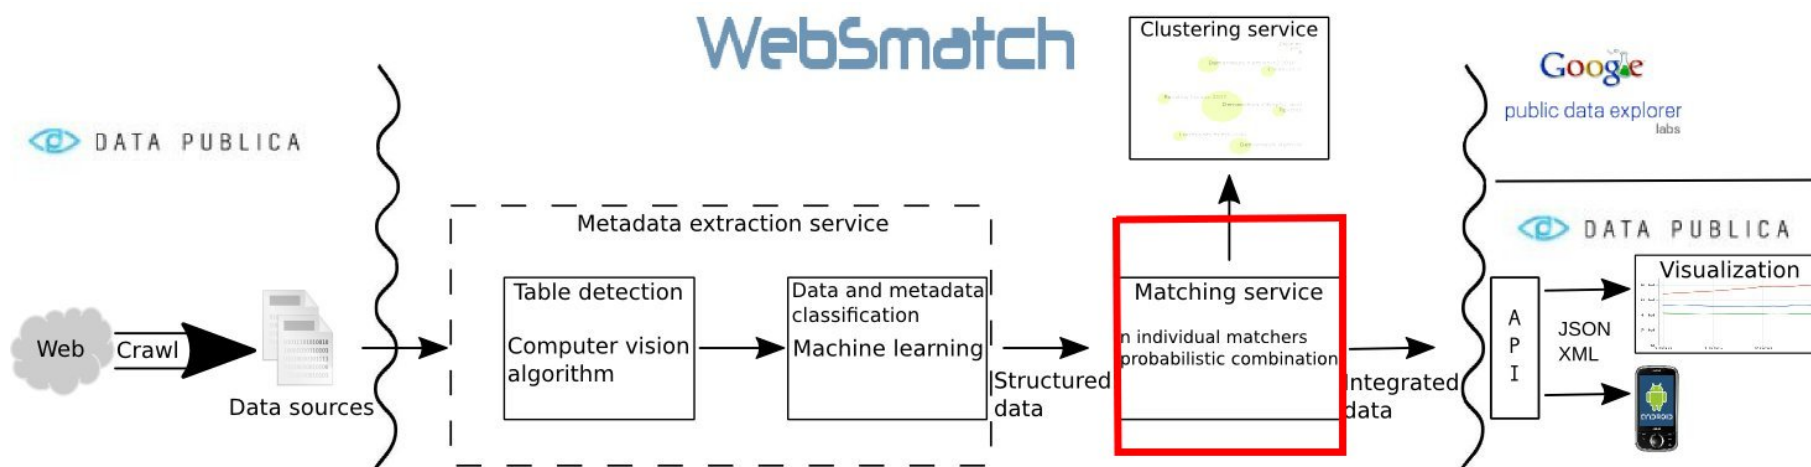 WebSmatch
Clustering service
Google
public data explorer
labs
DATA PUBLICA
Metadata extraction service
DATA PUBLICA
Table detection
Computer vision
algorithm
Data and metadata
classification
Machine learning
Matching service
n individual matchers
probabilistic combination
Visualization
A
P
I
JSON
XML
Web
Crawl
Data sources
Structured
data
Integrated
data
ANDROID